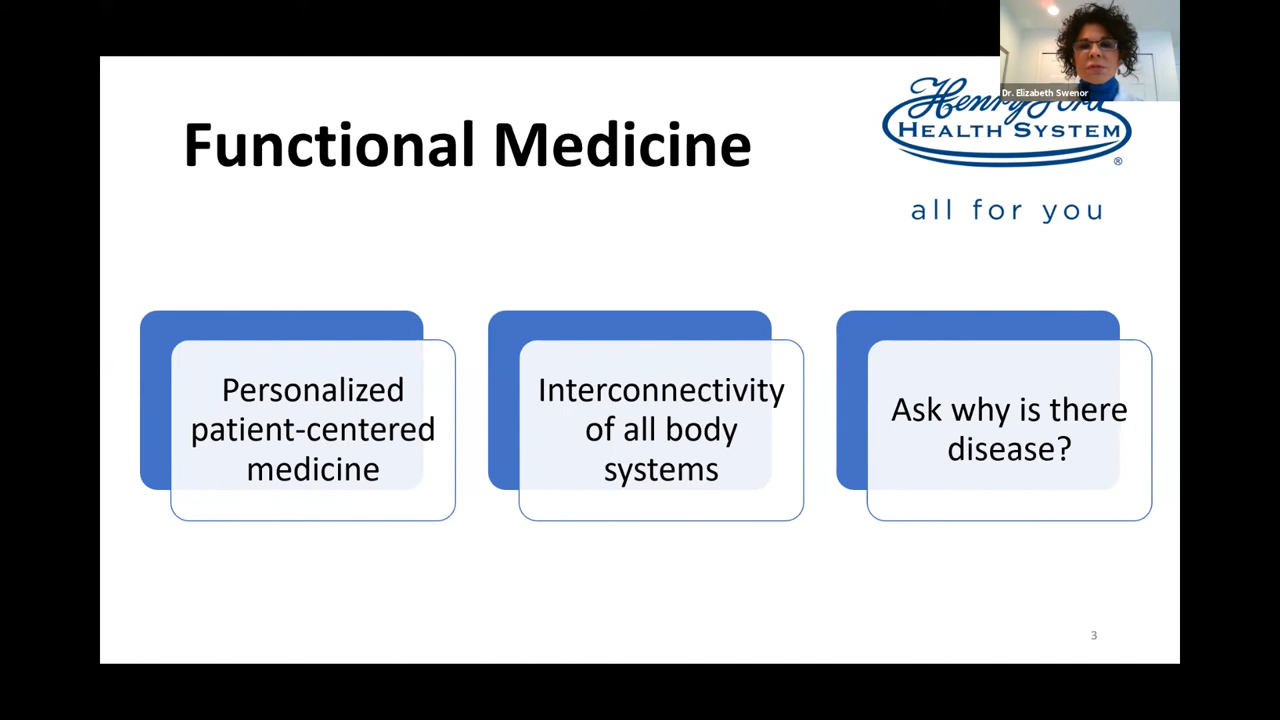 Dr. Elizabeth Swenor
Functional Medicine
Henry Ford
HEALTH SYSTEM
®
all for you
Personalized
patient-centered
medicine
Interconnectivity
of all body
systems
Ask why is there
disease?
3